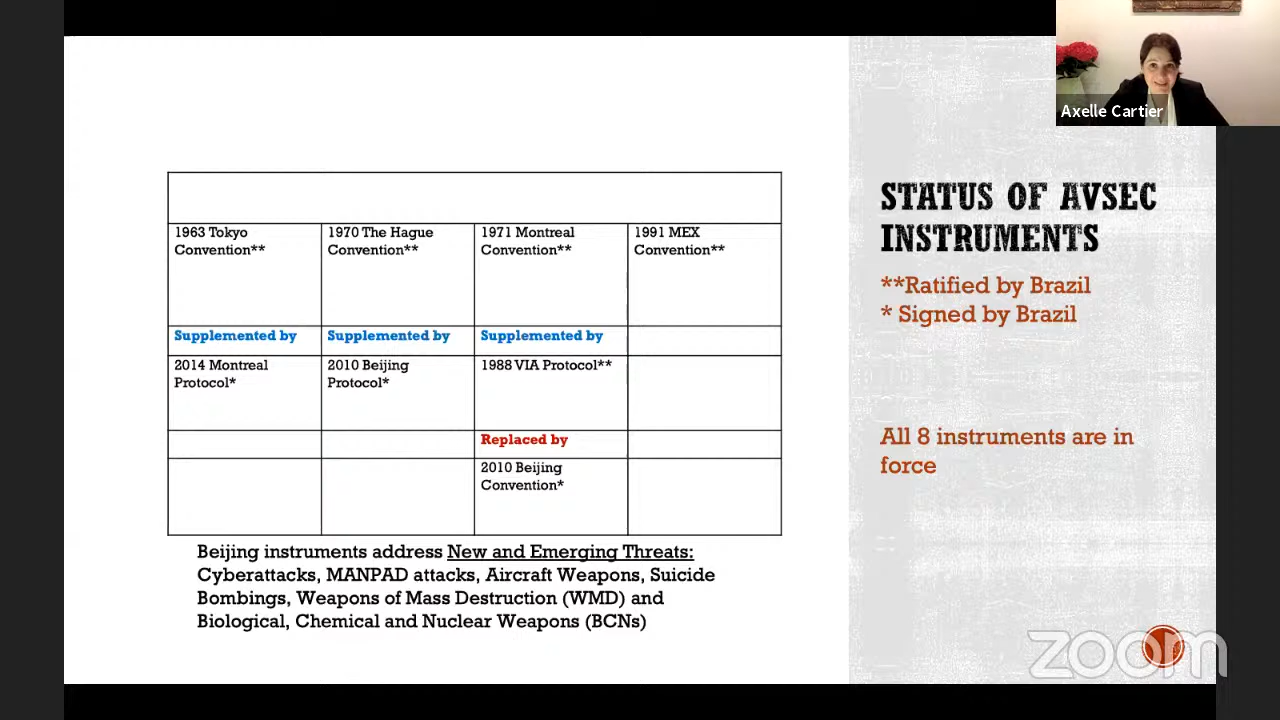 Axelle Cartier
STATUS OF AVSEC
INSTRUMENTS
**Ratified by Brazil
* Signed by Brazil
All 8 instruments are in
force
1963 Tokyo
Convention**
1970 The Hague
Convention**
1971 Montreal
Convention**
1991 MEX
Convention**
Supplemented by
Supplemented by
Supplemented by
2014 Montreal
Protocol*
2010 Beijing
Protocol*
1988 VIA Protocol**
Replaced by
2010 Beijing
Convention*
Beijing instruments address New and Emerging Threats:
Cyberattacks, MANPAD attacks, Aircraft Weapons, Suicide
Bombings, Weapons of Mass Destruction (WMD) and
Biological, Chemical and Nuclear Weapons (BCNs)
zoom